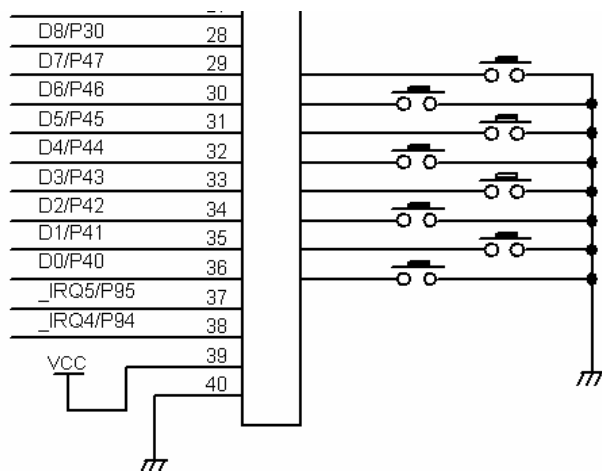 D8/P30 28
D7/P47 29
D6/P46 30
D5/P45 31
D4/P44 32
D3/P43 33
D2/P42 34
D1/P41 35
D0/P40 36
_IRQ5/P95 37
_IRQ4/P94 38
VCC 39
40